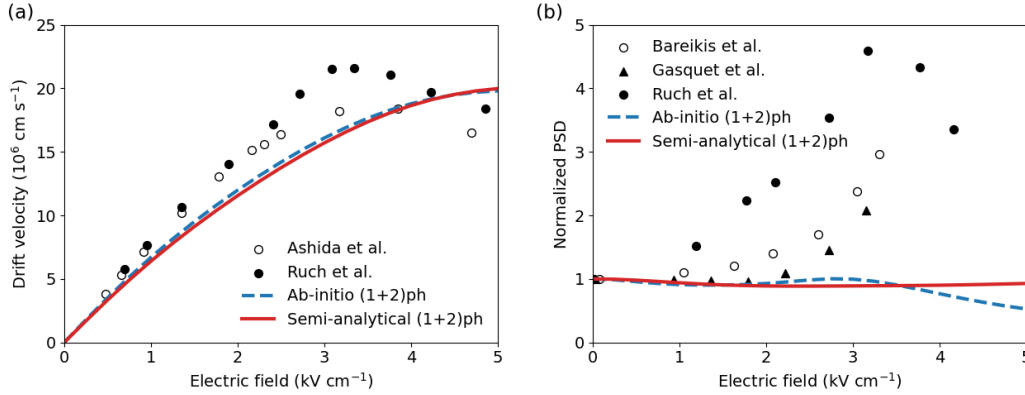 (a)
25
20
15
10
5
0
Drift velocity (10⁶ cm s⁻¹)
Ashida et al.
Ruch et al.
Ab-initio (1+2)ph
Semi-analytical (1+2)ph
0 1 2 3 4 5
Electric field (kV cm⁻¹)
(b)
5
4
3
2
1
0
Normalized PSD
Bareikis et al.
Gasquet et al.
Ruch et al.
Ab-initio (1+2)ph
Semi-analytical (1+2)ph
0 1 2 3 4 5
Electric field (kV cm⁻¹)